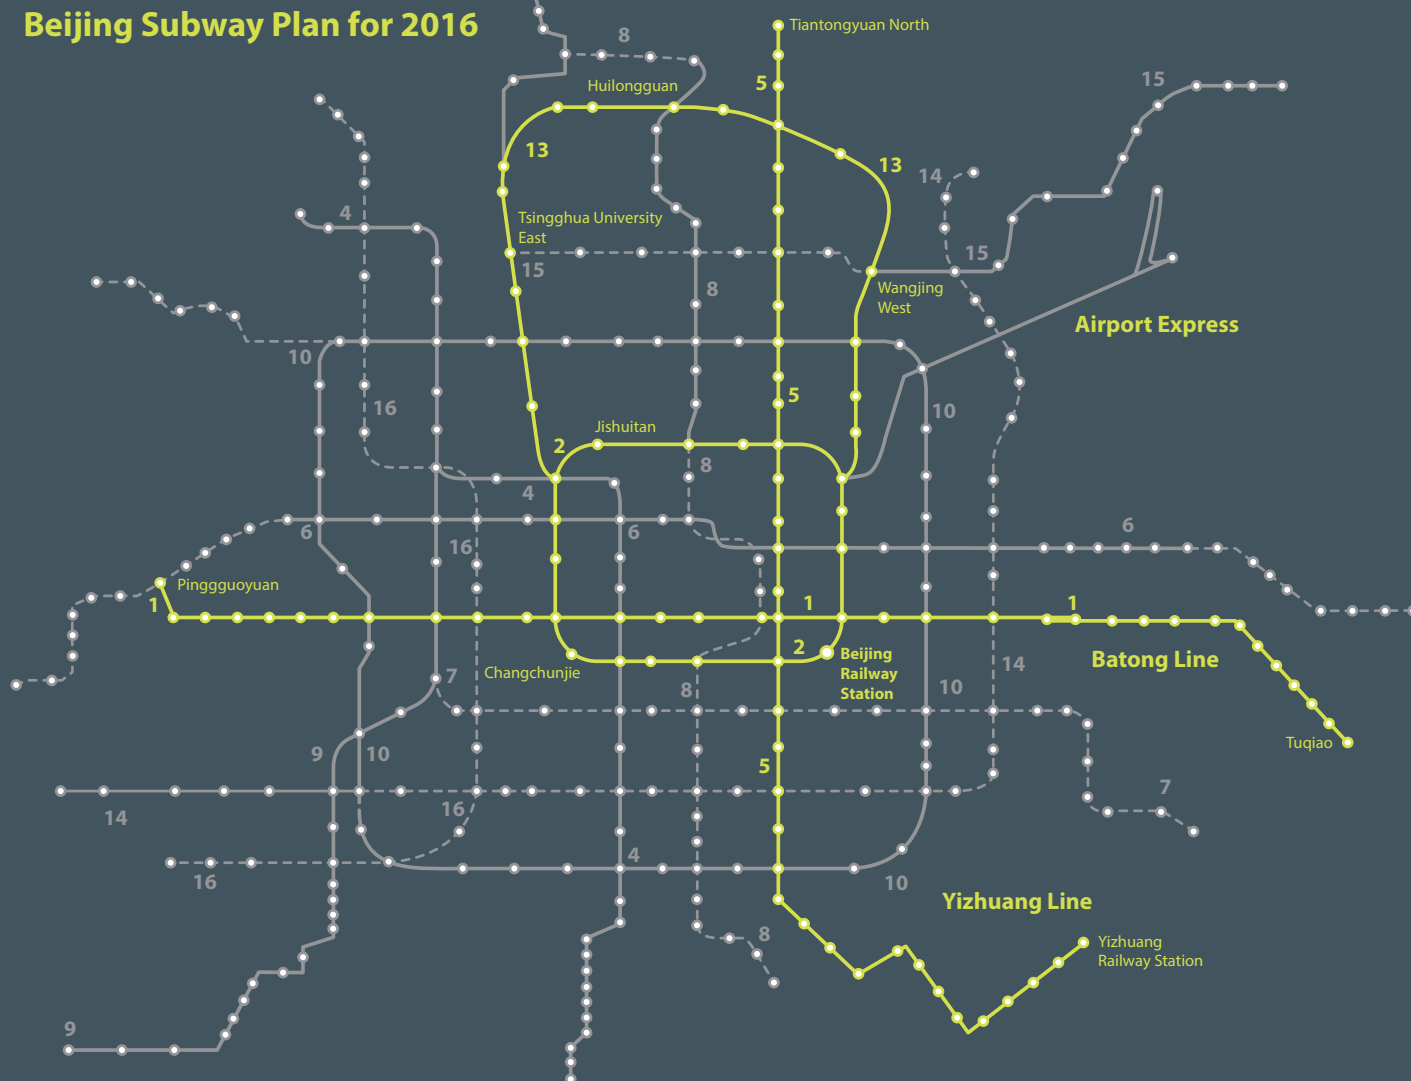 Beijing Subway Plan for 2016
Tiantongyuan North
8
5
15
Huilongguan
13
13
14
4
Tsingghua University
East
15
15
8
Wangjing
West
Airport Express
10
16
5
10
Jishuitan
2
8
4
6
6
16
6
Pinggguoyuan
1
1
1
2
Beijing
Railway
Station
Batong Line
14
Changchunjie
7
8
10
Tuqiao
9
10
5
7
14
16
4
16
10
Yizhuang Line
8
Yizhuang
Railway Station
9